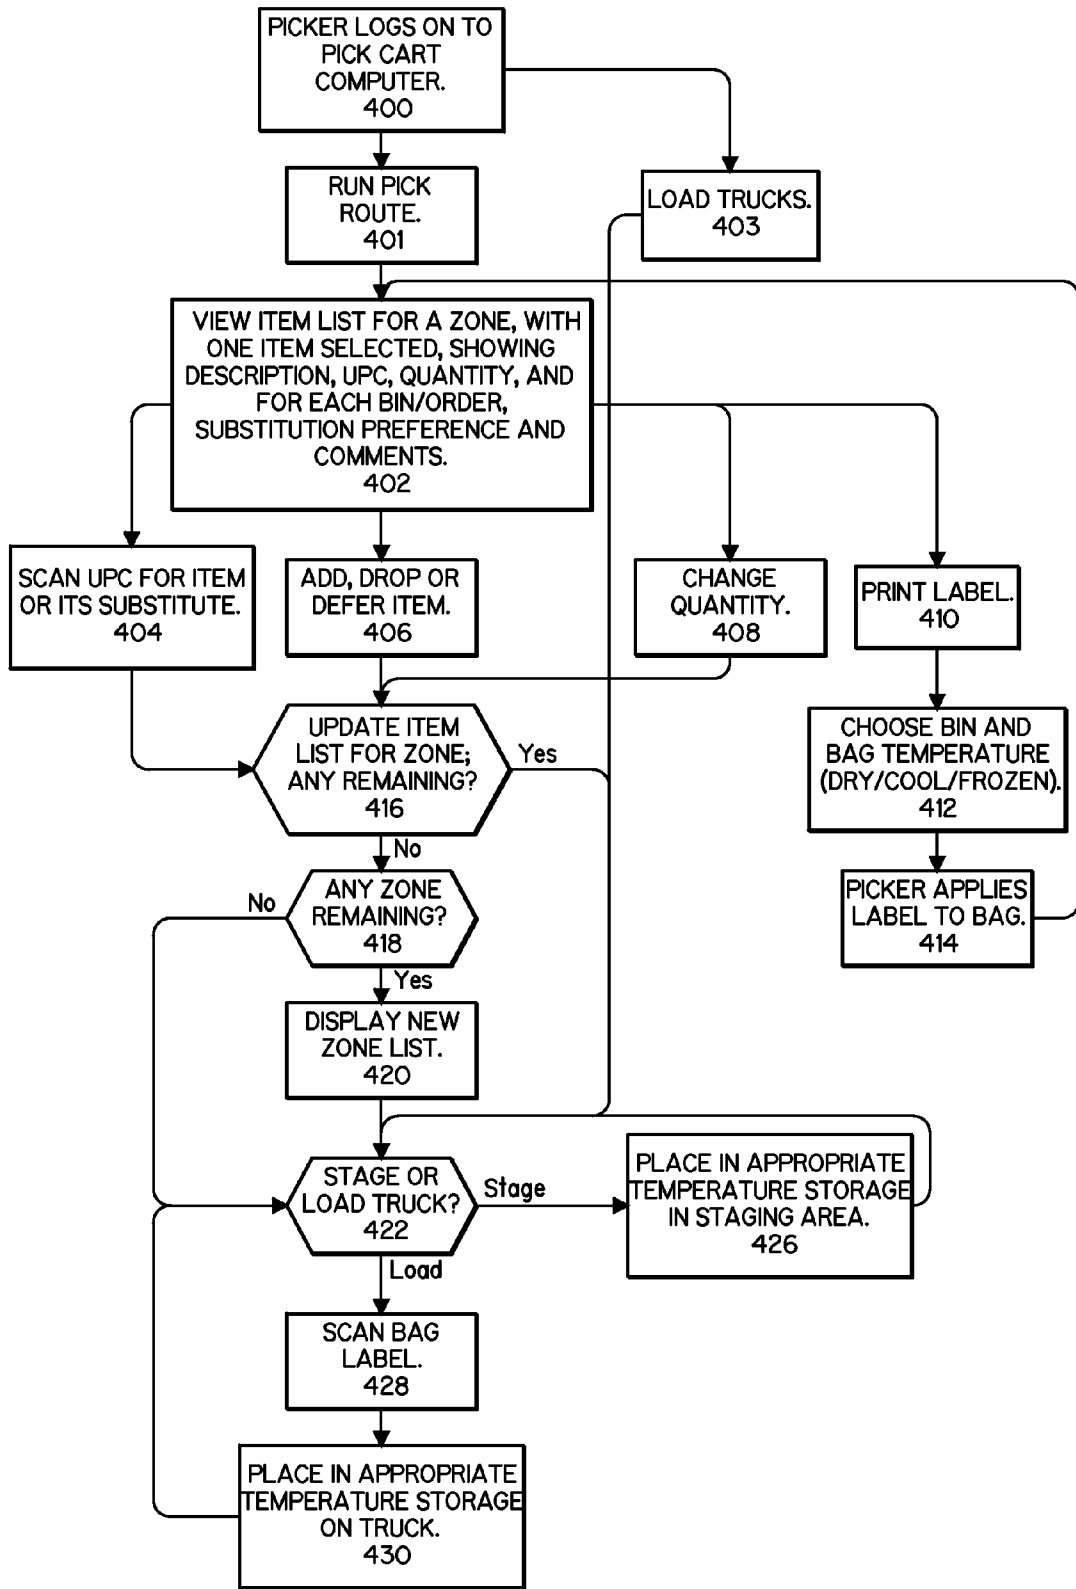 PICKER LOGS ON TO
PICK CART
COMPUTER.
400
RUN PICK
ROUTE.
401
LOAD TRUCKS.
403
VIEW ITEM LIST FOR A ZONE, WITH
ONE ITEM SELECTED, SHOWING
DESCRIPTION, UPC, QUANTITY, AND
FOR EACH BIN/ORDER,
SUBSTITUTION PREFERENCE AND
COMMENTS.
402
SCAN UPC FOR ITEM
OR ITS SUBSTITUTE.
404
ADD, DROP OR
DEFER ITEM.
406
CHANGE
QUANTITY.
408
PRINT LABEL.
410
UPDATE ITEM
LIST FOR ZONE;
ANY REMAINING?
416
Yes
No
CHOOSE BIN AND
BAG TEMPERATURE
(DRY/COOL/FROZEN).
412
ANY ZONE
REMAINING?
418
No
Yes
PICKER APPLIES
LABEL TO BAG.
414
DISPLAY NEW
ZONE LIST.
420
STAGE OR
LOAD TRUCK?
422
Stage
Load
PLACE IN APPROPRIATE
TEMPERATURE STORAGE
IN STAGING AREA.
426
SCAN BAG
LABEL.
428
PLACE IN APPROPRIATE
TEMPERATURE STORAGE
ON TRUCK.
430